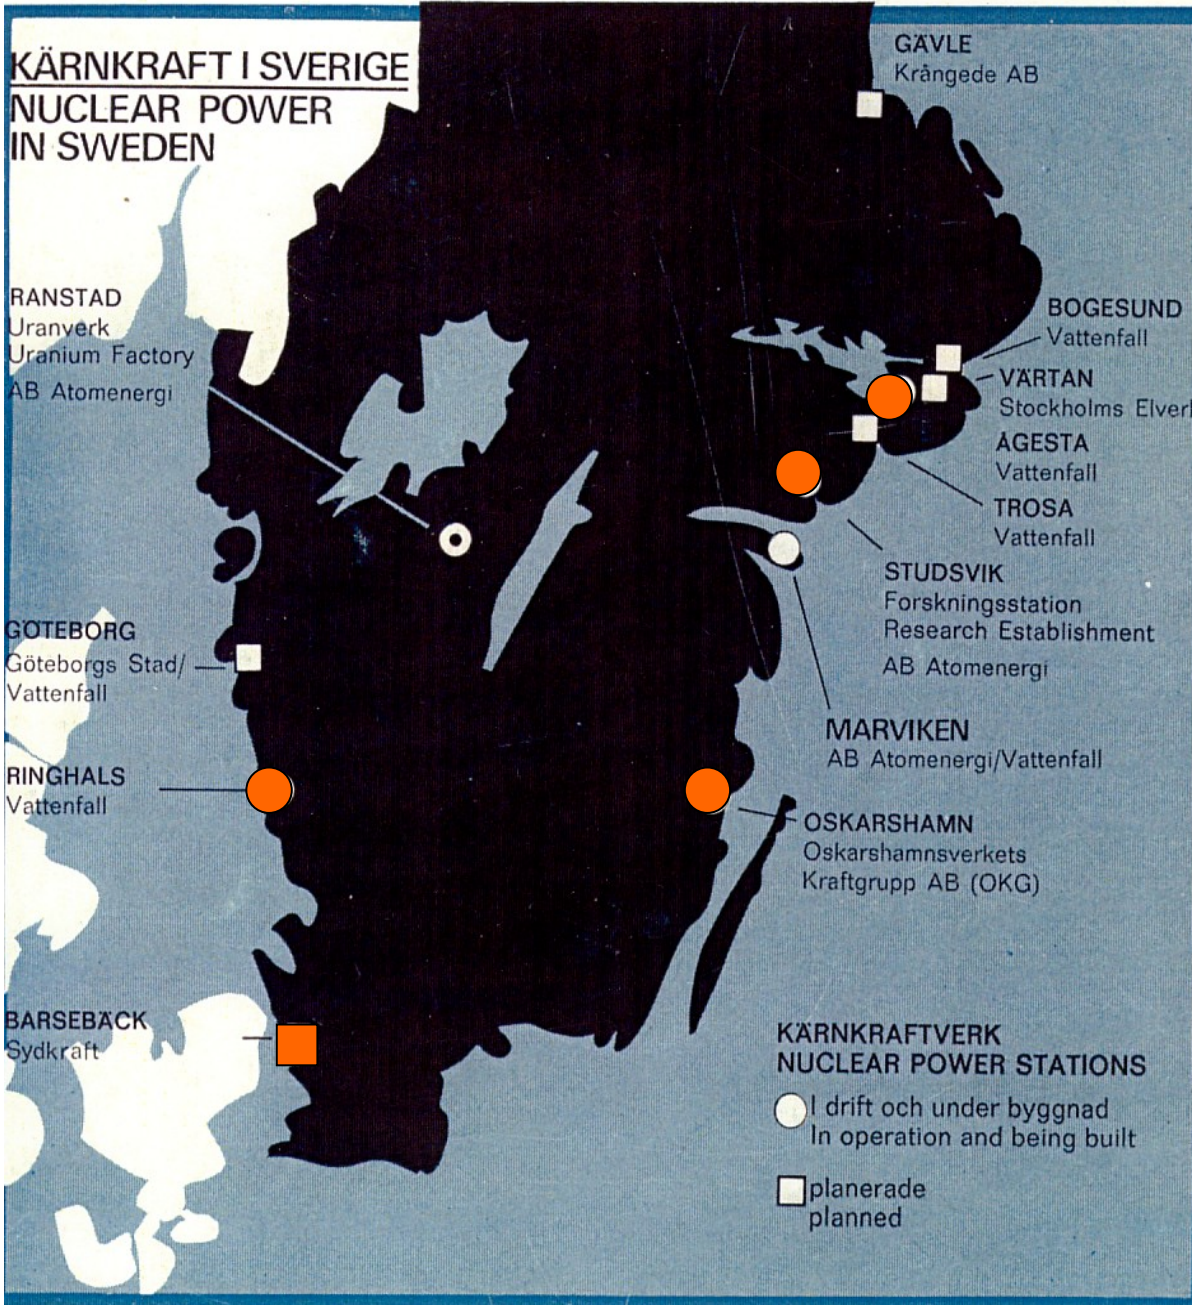 KÄRNKRAFT I SVERIGE
NUCLEAR POWER
IN SWEDEN
GÄVLE
Krångede AB
RANSTAD
Uranverk
Uranium Factory
AB Atomenergi
BOGESUND
Vattenfall
VÄRTAN
Stockholms Elverk
ÅGESTA
Vattenfall
TROSA
Vattenfall
STUDSVIK
Forskningsstation
Research Establishment
AB Atomenergi
GÖTEBORG
Göteborgs Stad/
Vattenfall
MARVIKEN
AB Atomenergi/Vattenfall
RINGHALS
Vattenfall
OSKARSHAMN
Oskarshamnsverkets
Kraftgrupp AB (OKG)
BARSEBÄCK
Sydkraft
KÄRNKRAFTVERK
NUCLEAR POWER STATIONS
I drift och under byggnad
In operation and being built
planerade
planned